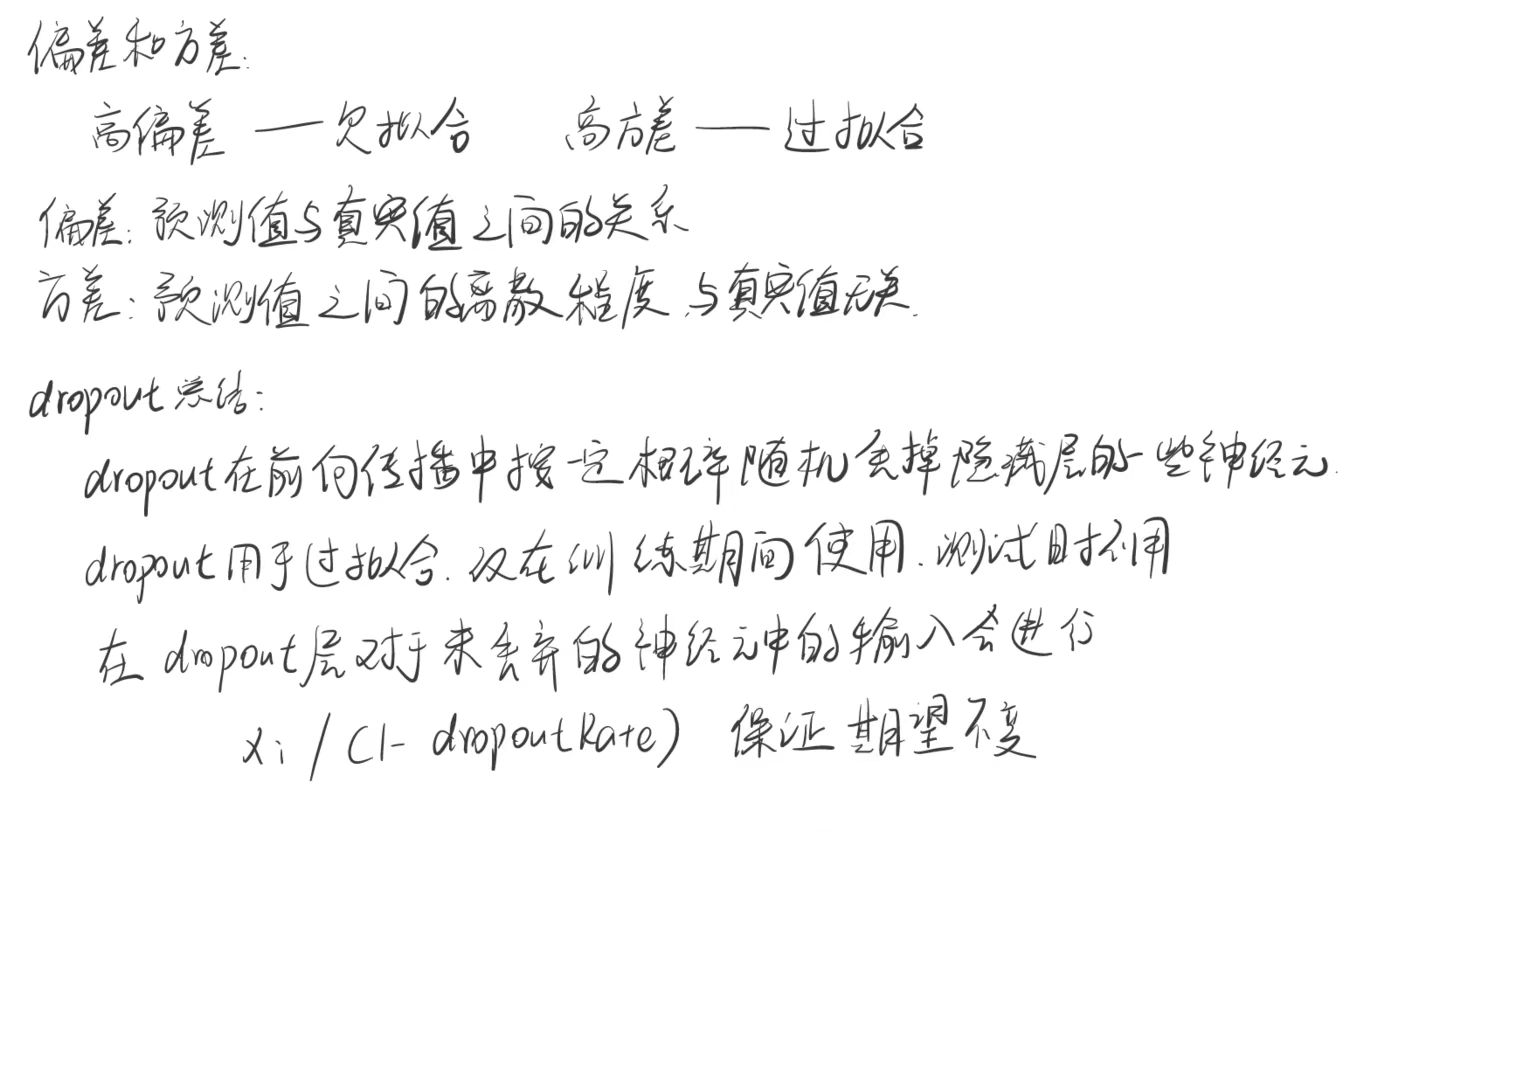 偏差和方差:
高偏差 —— 欠拟合 高方差 —— 过拟合
偏差: 预测值与真实值之间的关系
方差: 预测值之间的离散程度,与真实值无关.
dropout总结:
dropout在前向传播中按一定概率随机丢掉隐藏层的一些神经元.
dropout用于过拟合. 仅在训练期间使用. 测试时不用
在dropout层对于未丢弃的神经元中的输入会进行
xi / (1- dropoutRate) 保证期望不变